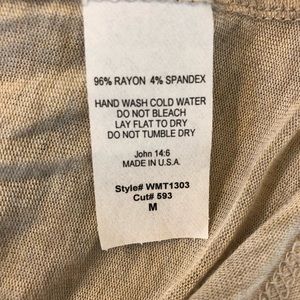 96% RAYON 4% SPANDEX
HAND WASH COLD WATER
DO NOT BLEACH
LAY FLAT TO DRY
DO NOT TUMBLE DRY
John 14:6
MADE IN U.S.A.
Style# WMT1303
Cut# 593
M